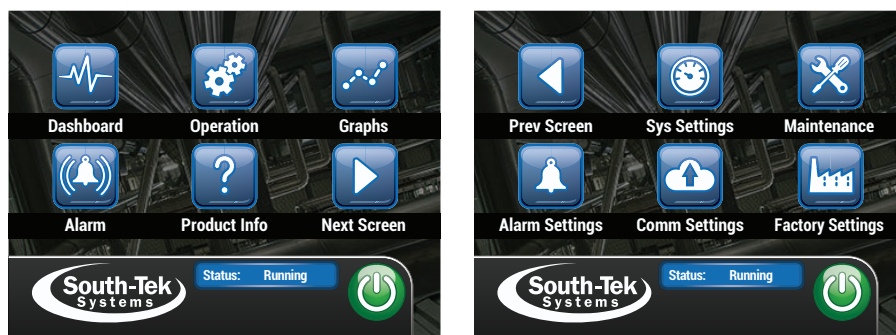 Dashboard Operation Graphs
Alarm Product Info Next Screen
Status: Running
South-Tek
Systems
Prev Screen Sys Settings Maintenance
Alarm Settings Comm Settings Factory Settings
Status: Running
South-Tek
Systems